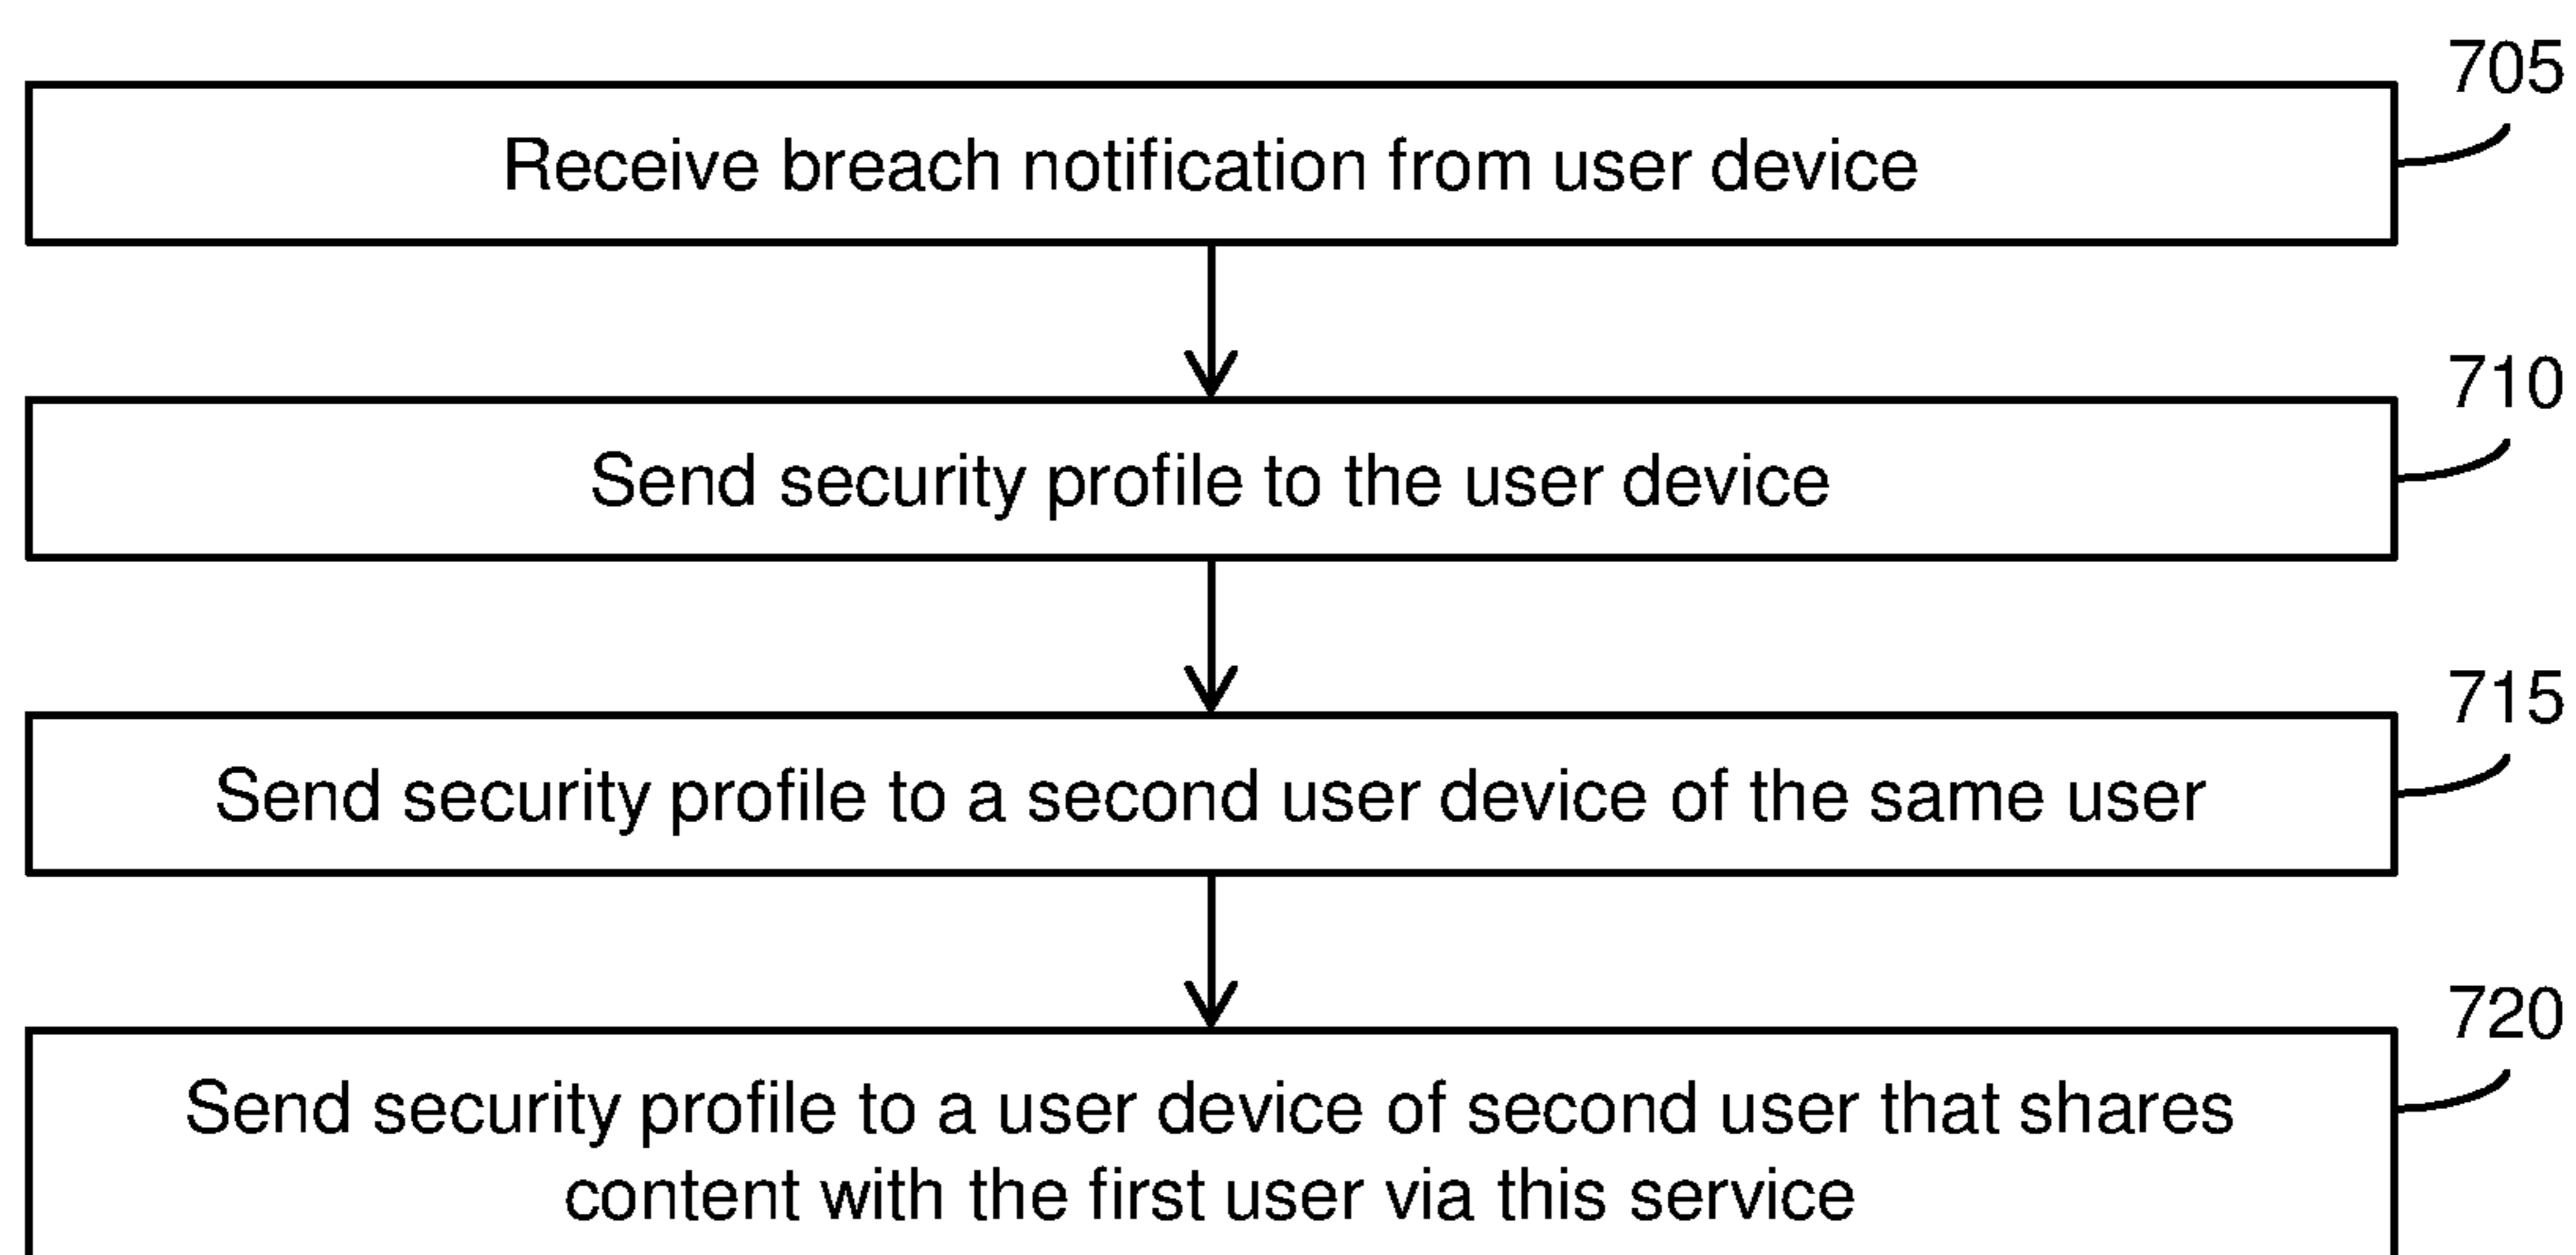 705
Receive breach notification from user device
710
Send security profile to the user device
715
Send security profile to a second user device of the same user
720
Send security profile to a user device of second user that shares
content with the first user via this service